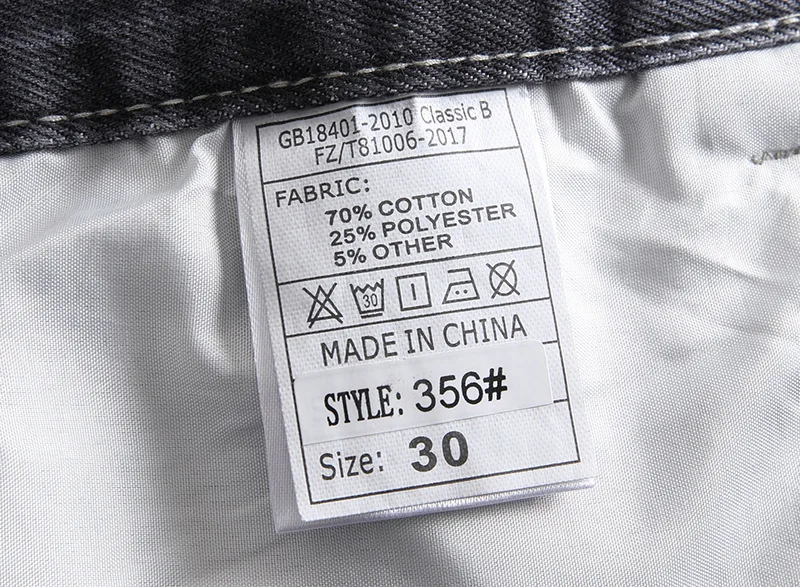 GB18401-2010 Classic B
FZ/T81006-2017
FABRIC:
70% COTTON
25% POLYESTER
5% OTHER
30
MADE IN CHINA
STYLE: 356#
Size: 30